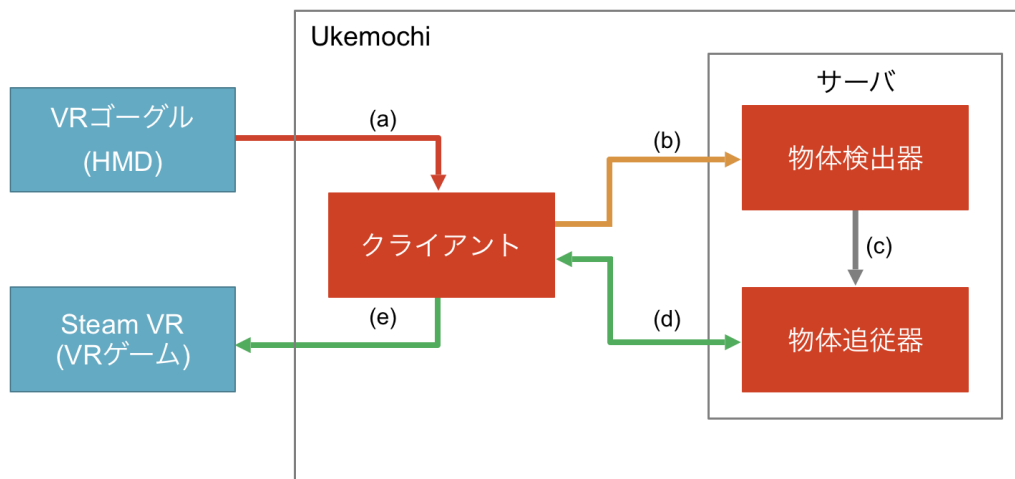 Ukemochi
サーバ
VRゴーグル
(HMD)
(a)
(b)
物体検出器
クライアント
(c)
Steam VR
(VRゲーム)
(e)
(d)
物体追従器